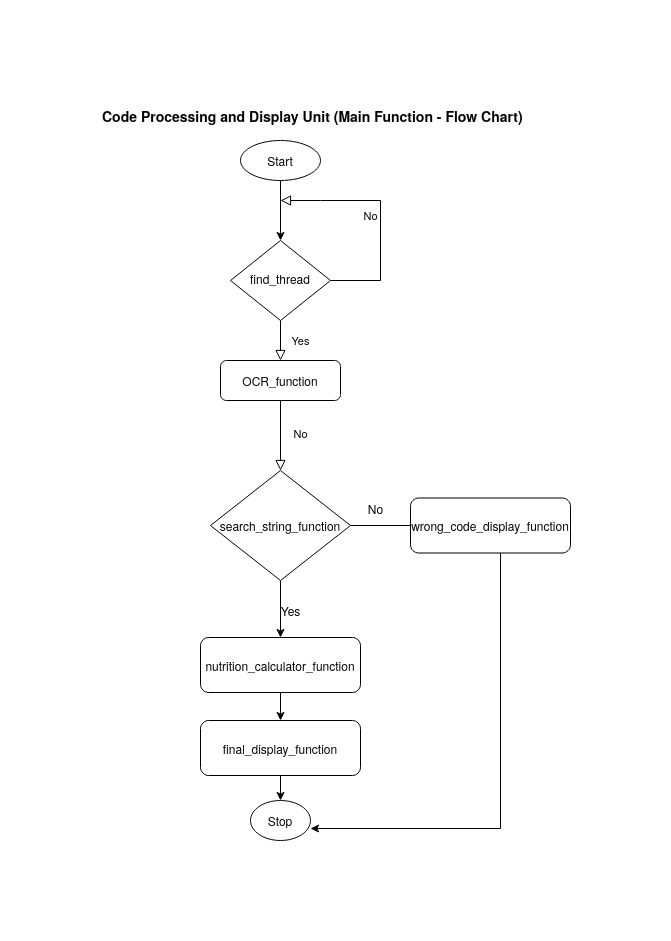 Code Processing and Display Unit (Main Function - Flow Chart)
Start
No
find_thread
Yes
OCR_function
No
search_string_function
No
wrong_code_display_function
Yes
nutrition_calculator_function
final_display_function
Stop